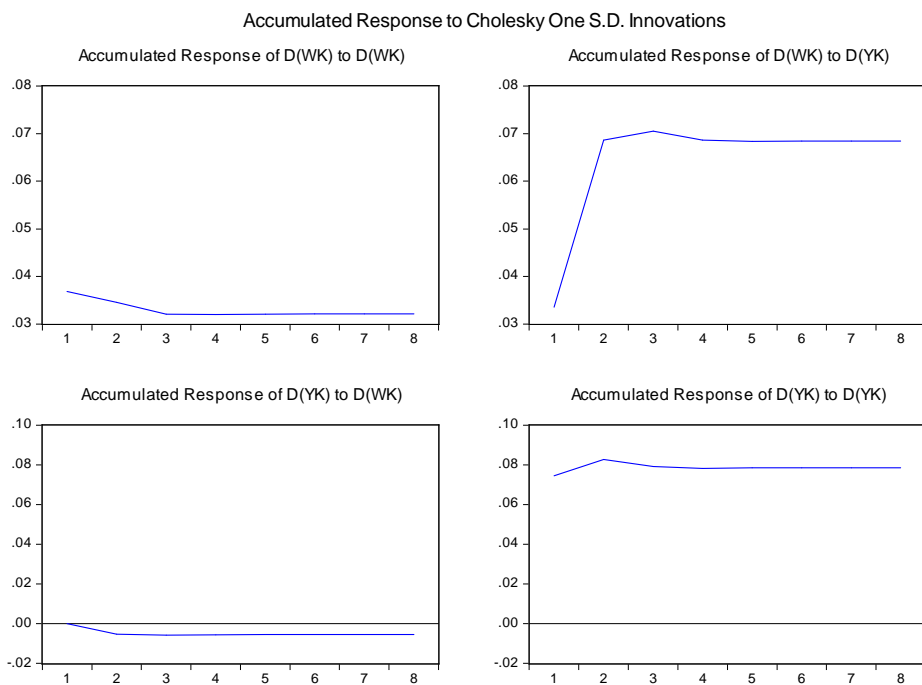 Accumulated Response to Cholesky One S.D. Innovations
Accumulated Response of D(WK) to D(WK)
.08
.07
.06
.05
.04
.03
1 2 3 4 5 6 7 8
Accumulated Response of D(WK) to D(YK)
.08
.07
.06
.05
.04
.03
1 2 3 4 5 6 7 8
Accumulated Response of D(YK) to D(WK)
.10
.08
.06
.04
.02
.00
-.02
1 2 3 4 5 6 7 8
Accumulated Response of D(YK) to D(YK)
.10
.08
.06
.04
.02
.00
-.02
1 2 3 4 5 6 7 8